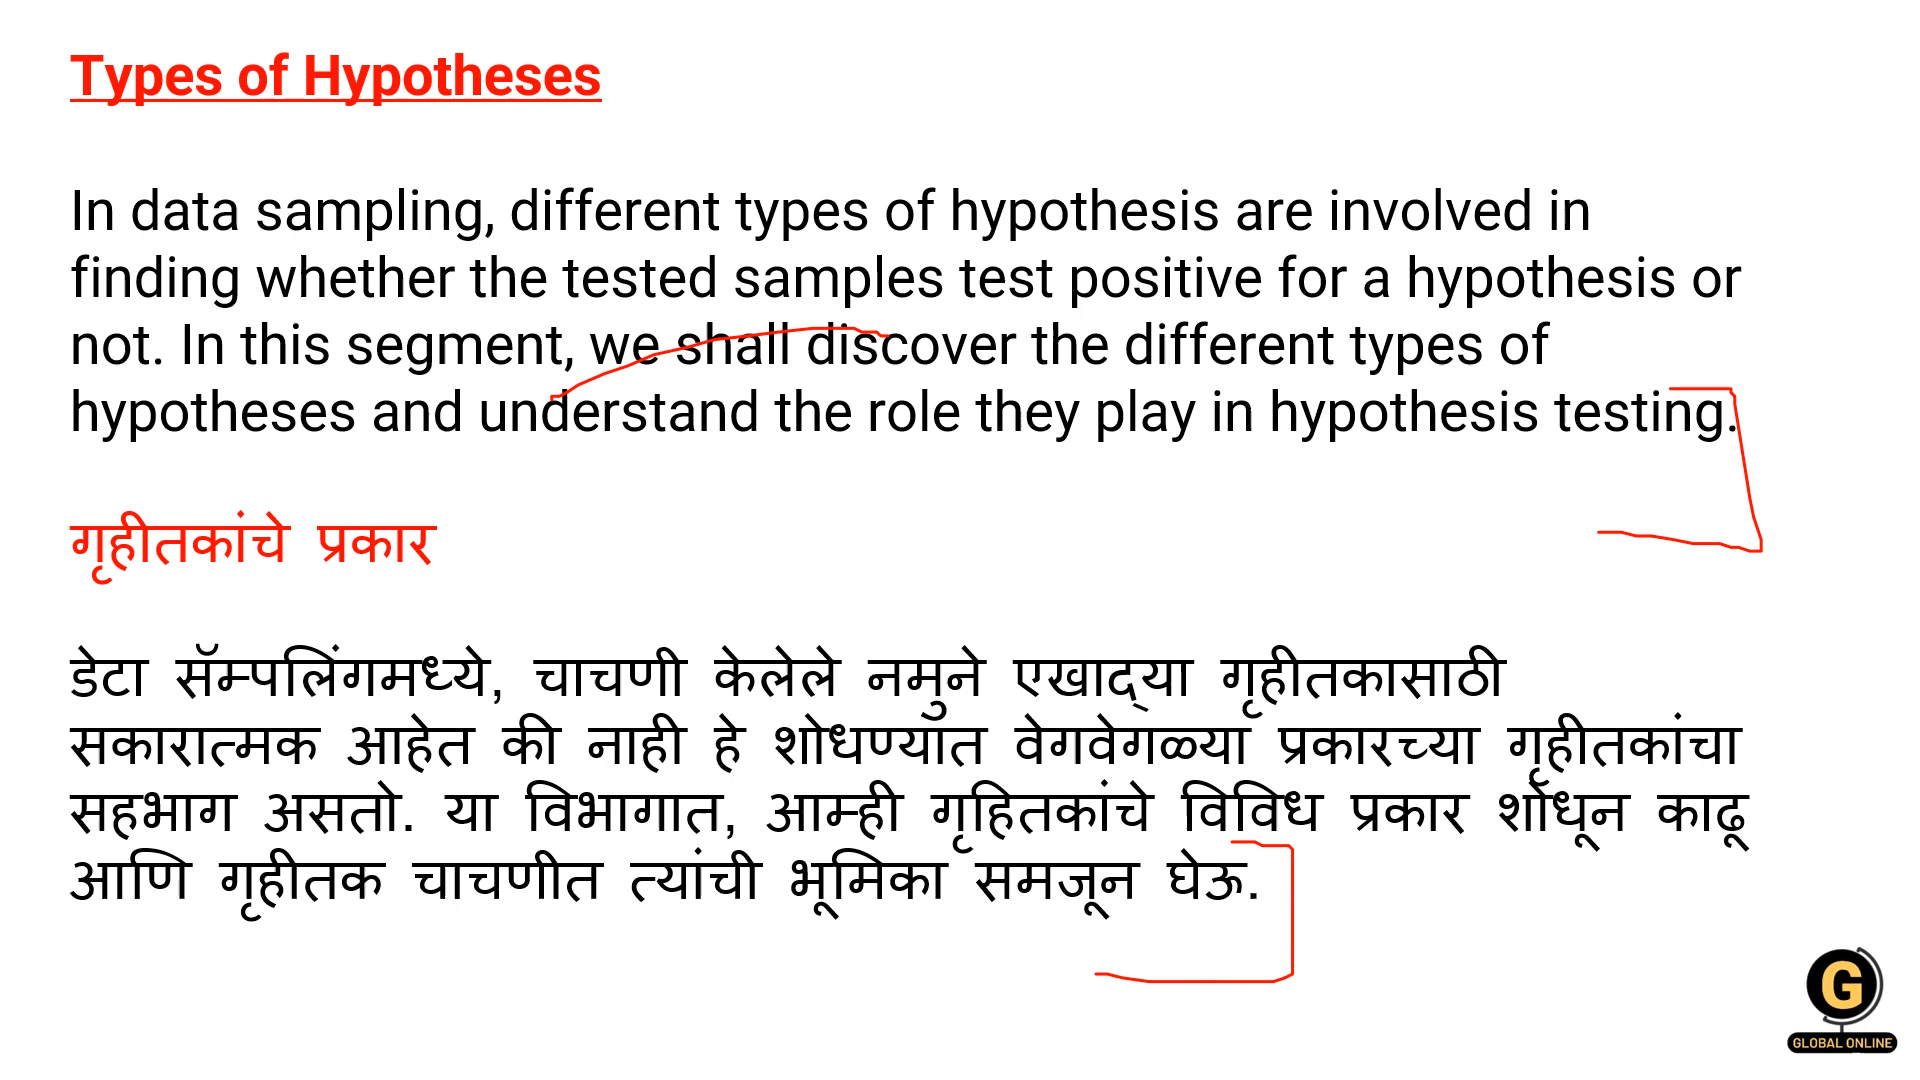 Types of Hypotheses
In data sampling, different types of hypothesis are involved in
finding whether the tested samples test positive for a hypothesis or
not. In this segment, we shall discover the different types of
hypotheses and understand the role they play in hypothesis testing.
गृहीतकांचे प्रकार
डेटा सॅम्पलिंगमध्ये, चाचणी केलेले नमुने एखाद्या गृहीतकासाठी
सकारात्मक आहेत की नाही हे शोधण्यात वेगवेगळ्या प्रकारच्या गृहीतकांचा
सहभाग असतो. या विभागात, आम्ही गृहितकांचे विविध प्रकार शोधून काढू
आणि गृहीतक चाचणीत त्यांची भूमिका समजून घेऊ.
G
GLOBAL ONLINE